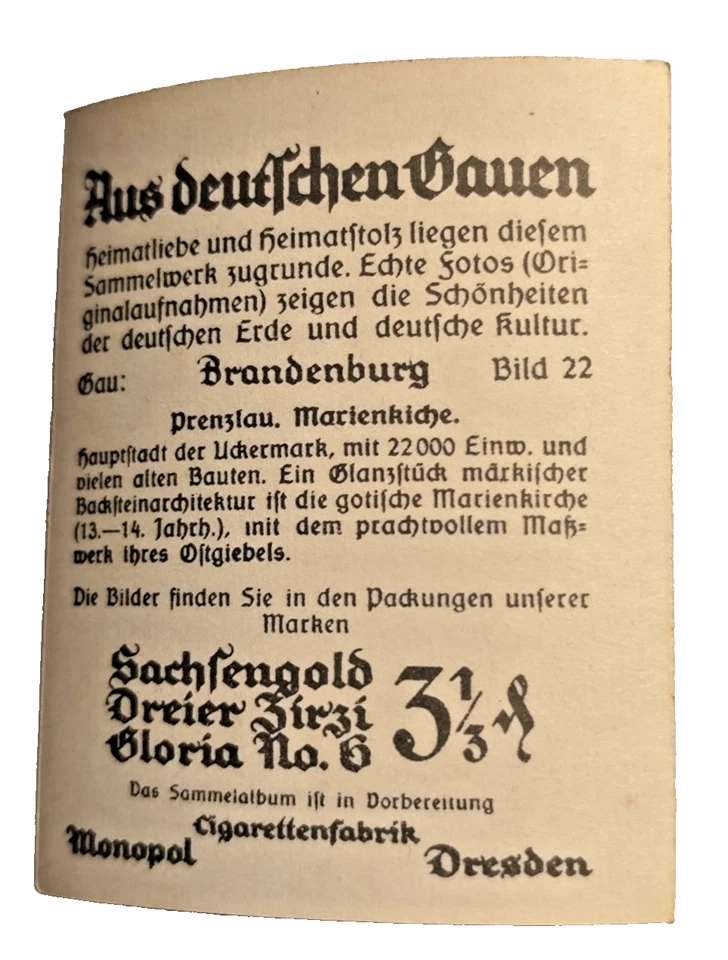 Aus deutſchen Gauen
Heimatliebe und Heimatſtolz liegen dieſem
Sammelwerk zugrunde. Echte Fotos (Ori=
ginalaufnahmen) zeigen die Schönheiten
der deutſchen Erde und deutſche Kultur.
Gau: Brandenburg Bild 22
Prenzlau. Marienkiche.
Hauptſtadt der Uckermark, mit 22000 Einw. und
vielen alten Bauten. Ein Glanzſtück märkiſcher
Backſteinarchitektur iſt die gotiſche Marienkirche
(13.—14. Jahrh.), mit dem prachtvollem Maß=
werk ihres Oſtgiebels.
Die Bilder finden Sie in den Packungen unſerer
Marken
Sachſengold
Dreier Zirzi
Gloria No. 6
3⅓ ₰
Das Sammelalbum iſt in Vorbereitung
Monopol Cigarettenfabrik Dresden